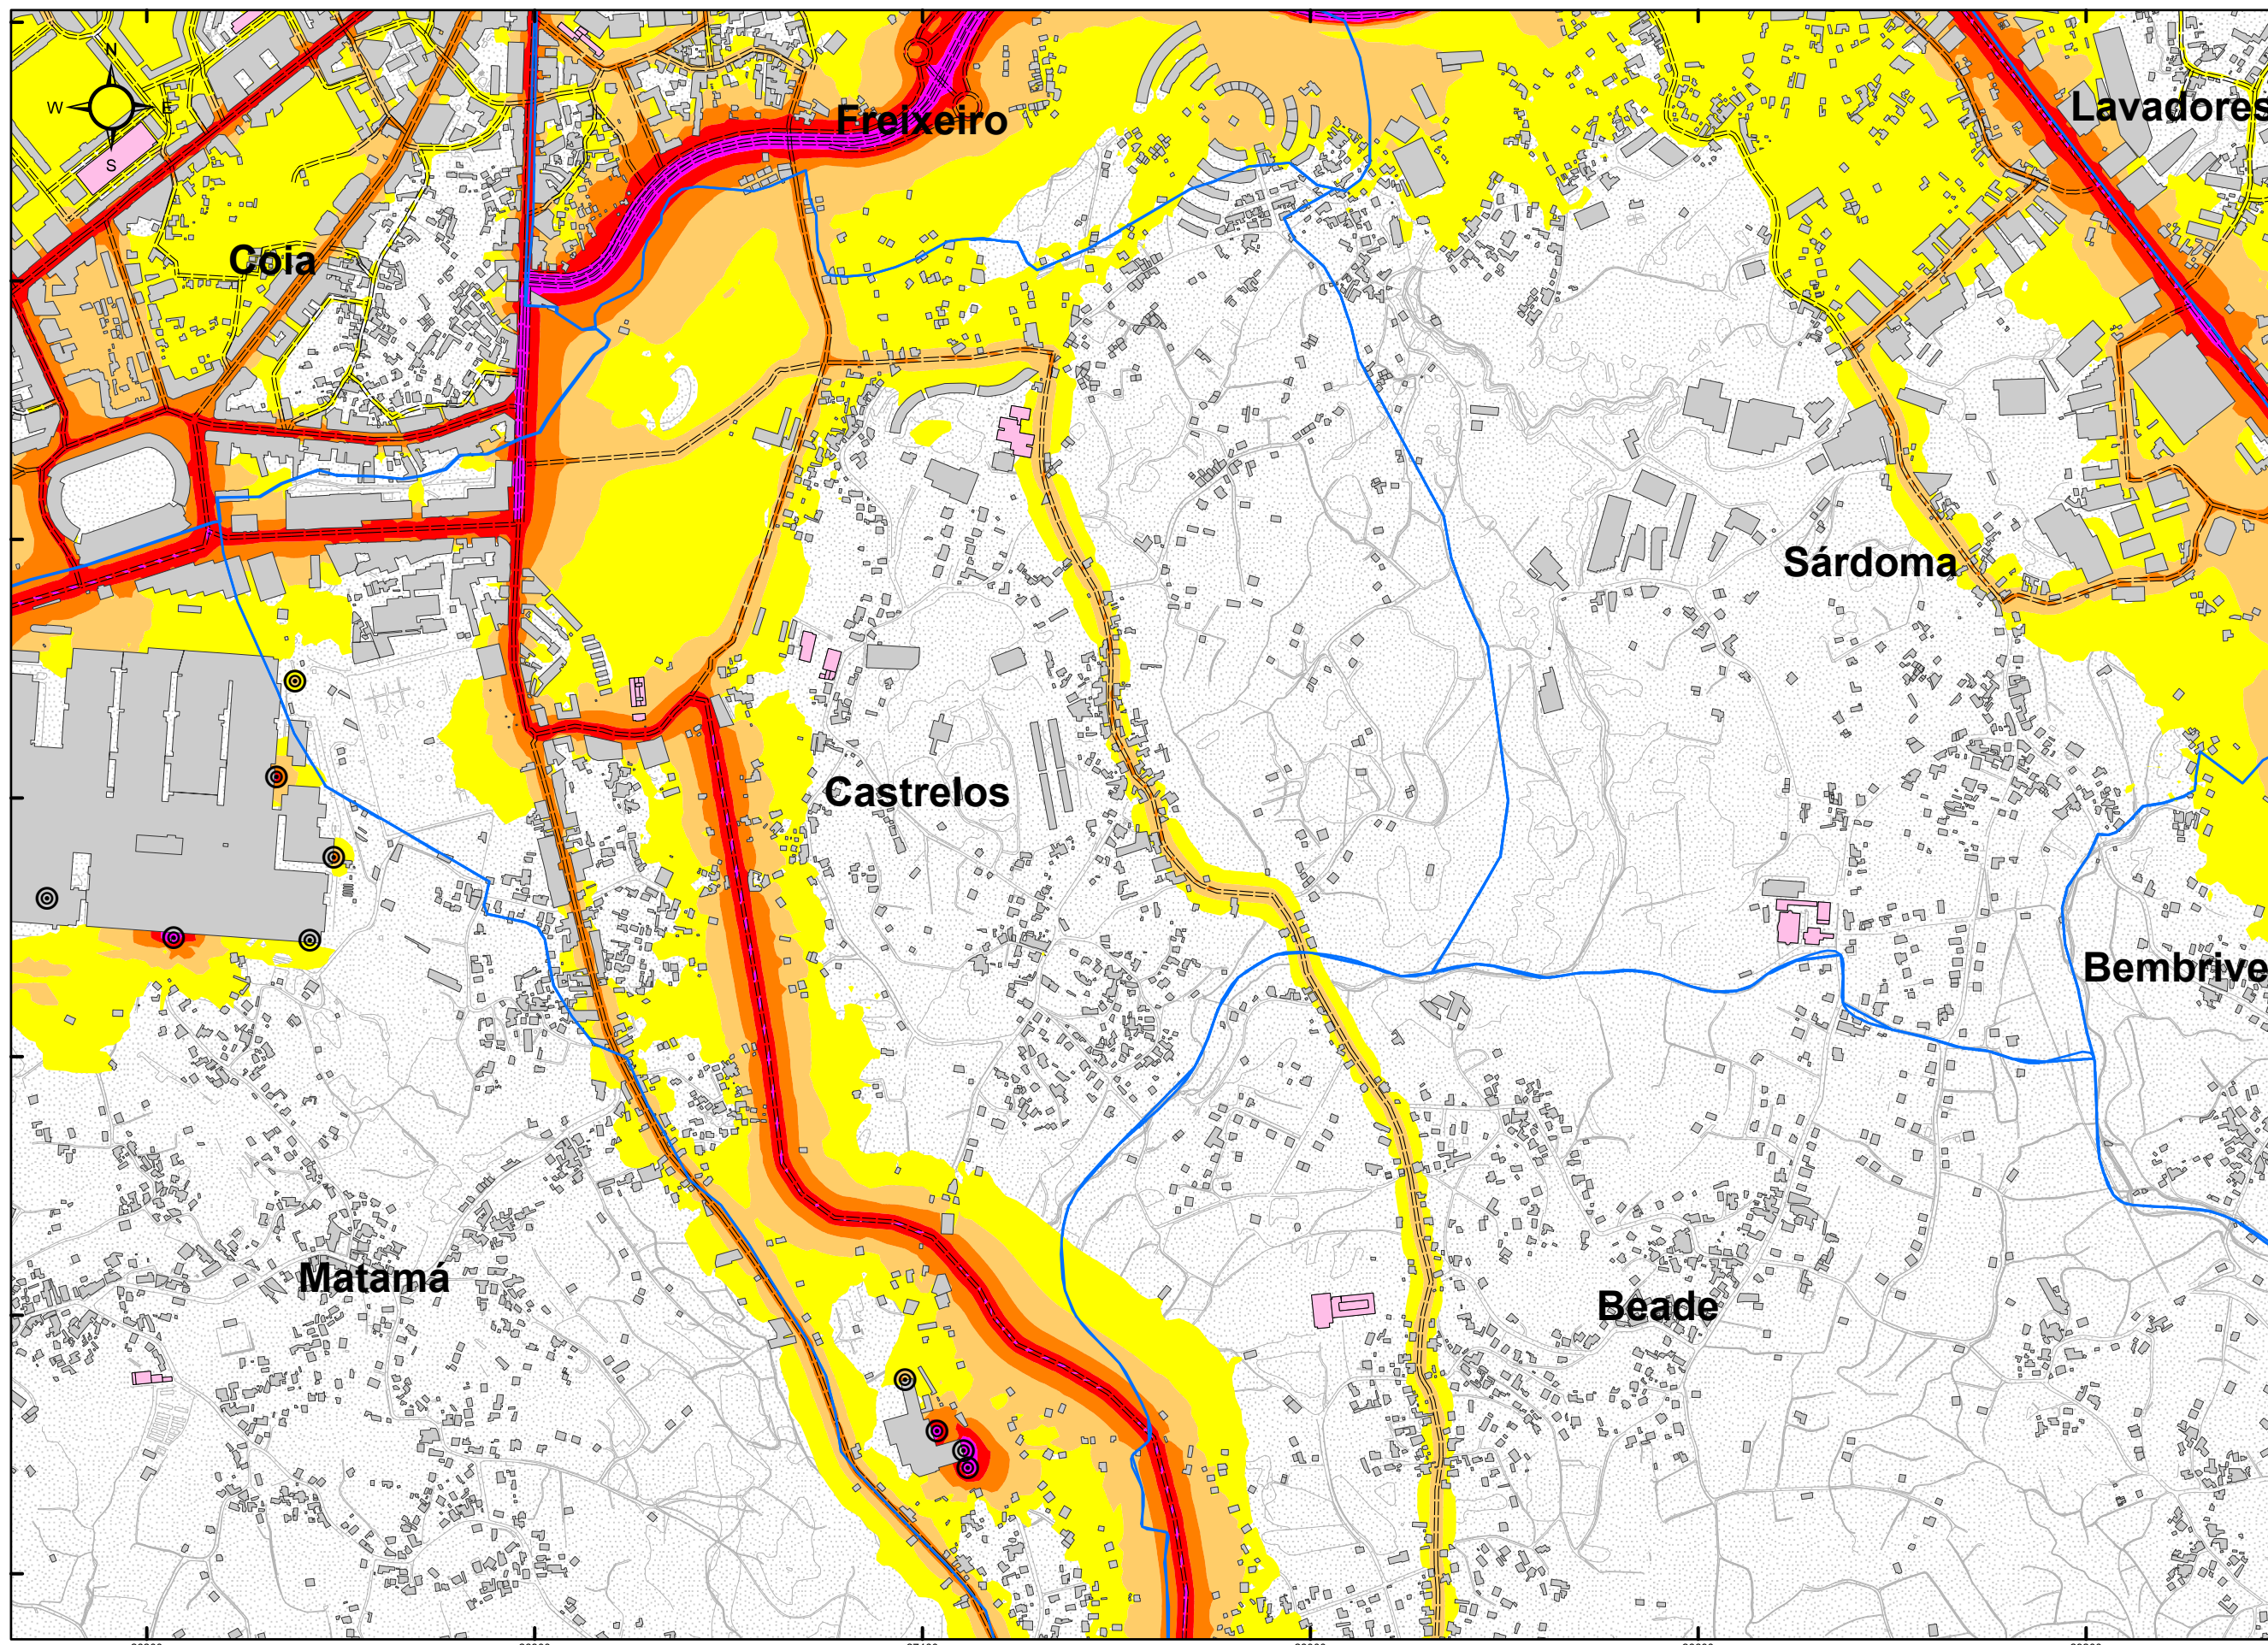 N
W E
S
Freixeiro
Lavadores
Coia
Sárdoma
Castrelos
Bembrive
Matamá
Beade